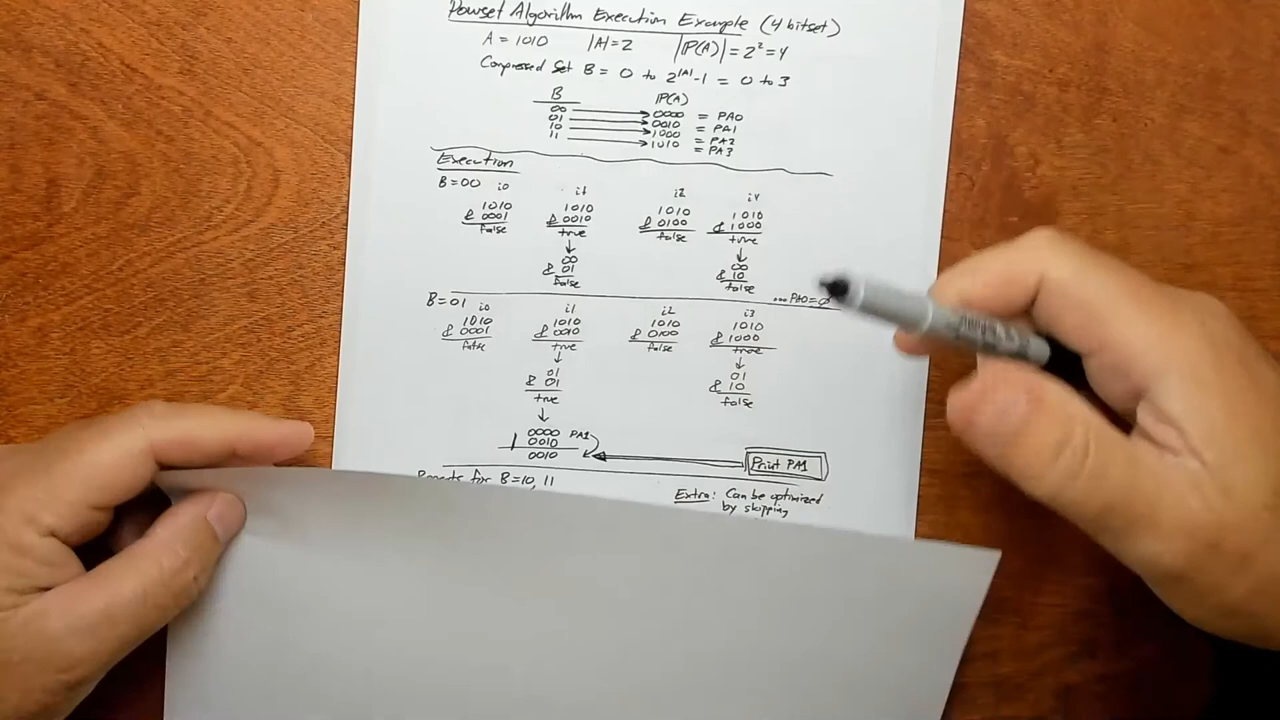 Powset Algorithm Execution Example (4 bitset)
A = 1010 |A|=2 |P(A)| = 2² = 4
Compressed Set B = 0 to 2^|A|-1 = 0 to 3
B IP(A)
00 → 0000 = PA0
01 → 0010 = PA1
10 → 1000 = PA2
11 → 1010 = PA3
Execution
B=00 i0 i1 i2 i4
1010 1010 1010 1010
& 0001 & 0010 & 0100 & 1000
false true false true
↓ ↓
00 00
& 01 & 10
false false
...PA0=∅
B=01 i0 i1 i2 i3
1010 1010 1010 1010
& 0001 & 0010 & 0100 & 1000
false true false true
↓ ↓
01 01
& 01 & 10
true false
↓
0000 PA1
| 0010
0010
Print PA1
Repeats for B=10, 11
Extra: Can be optimized
by skipping